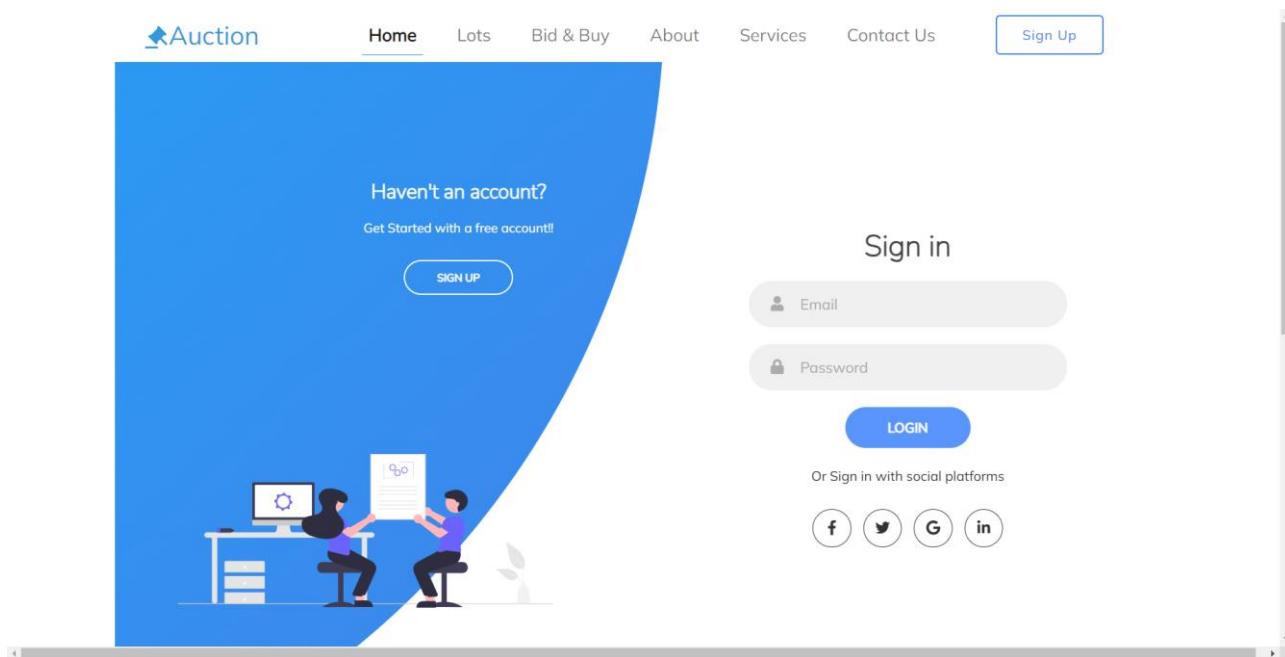 Auction Home Lots Bid & Buy About Services Contact Us Sign Up
Haven't an account?
Get Started with a free account!!
SIGN UP
Sign in
Email
Password
LOGIN
Or Sign in with social platforms
f G in